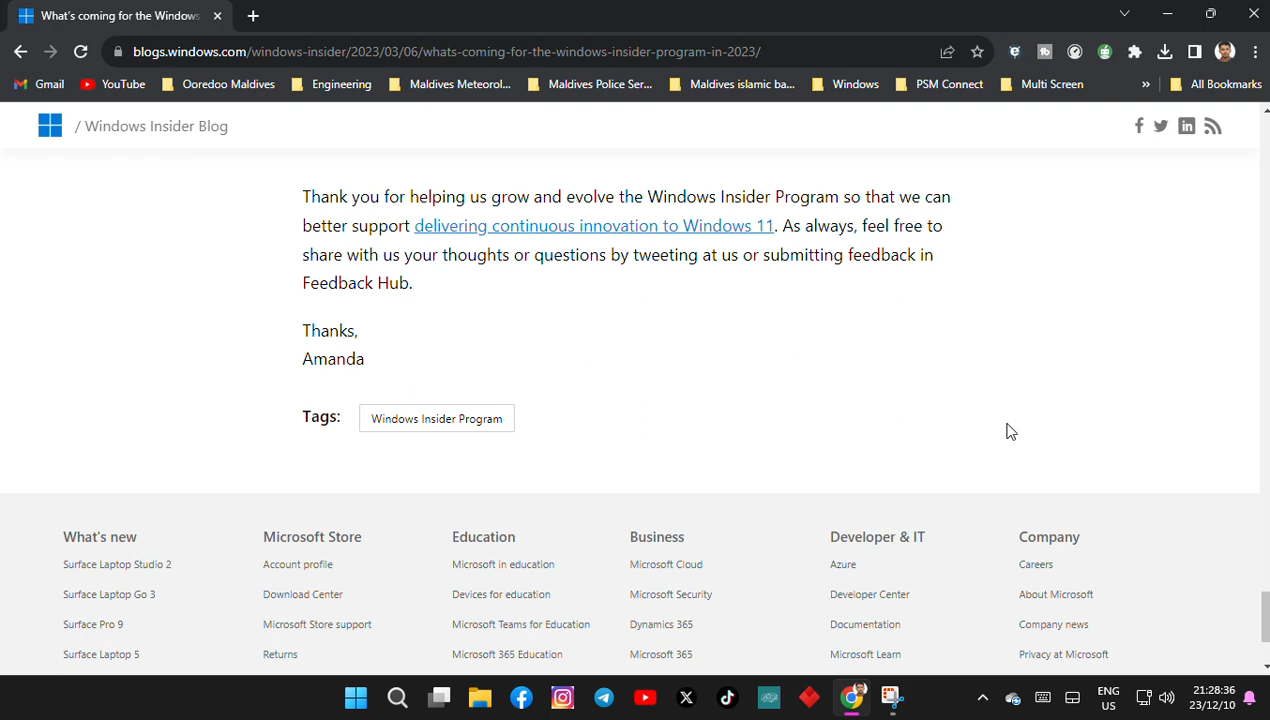 What's coming for the Windows
blogs.windows.com/windows-insider/2023/03/06/whats-coming-for-the-windows-insider-program-in-2023/
Gmail YouTube Ooredoo Maldives Engineering Maldives Meteorol... Maldives Police Ser... Maldives islamic ba... Windows PSM Connect Multi Screen » All Bookmarks
/ Windows Insider Blog
Thank you for helping us grow and evolve the Windows Insider Program so that we can
better support delivering continuous innovation to Windows 11. As always, feel free to
share with us your thoughts or questions by tweeting at us or submitting feedback in
Feedback Hub.
Thanks,
Amanda
Tags: Windows Insider Program
What's new Microsoft Store Education Business Developer & IT Company
Surface Laptop Studio 2 Account profile Microsoft in education Microsoft Cloud Azure Careers
Surface Laptop Go 3 Download Center Devices for education Microsoft Security Developer Center About Microsoft
Surface Pro 9 Microsoft Store support Microsoft Teams for Education Dynamics 365 Documentation Company news
Surface Laptop 5 Returns Microsoft 365 Education Microsoft 365 Microsoft Learn Privacy at Microsoft
ENG 21:28:36
US 23/12/10